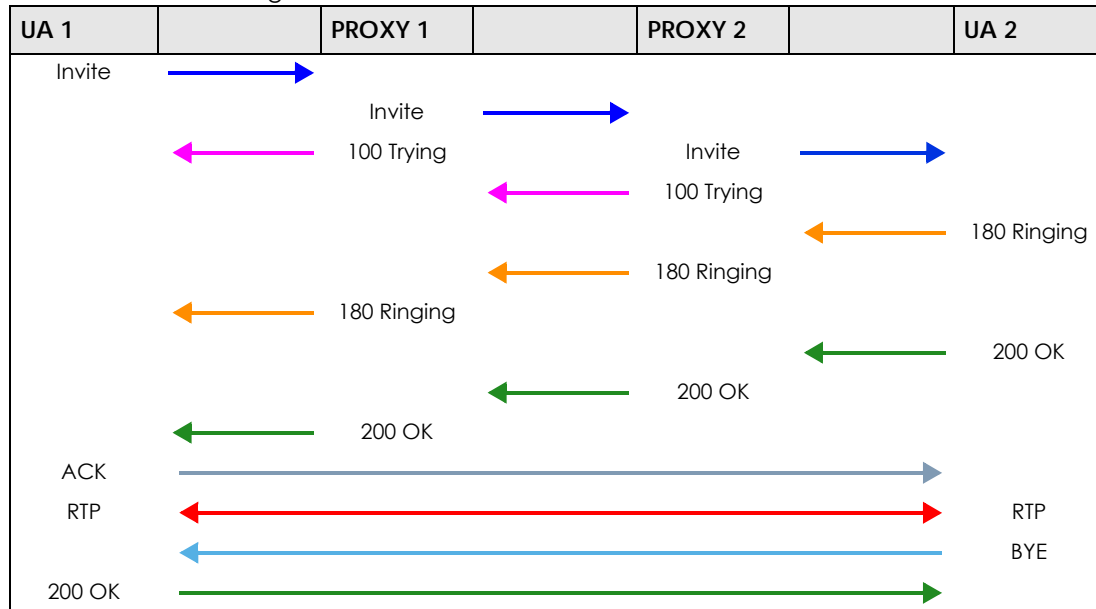 UA 1 PROXY 1 PROXY 2 UA 2
Invite
Invite
100 Trying Invite
100 Trying
180 Ringing
180 Ringing
180 Ringing
200 OK
200 OK
200 OK
ACK
RTP RTP
BYE
200 OK